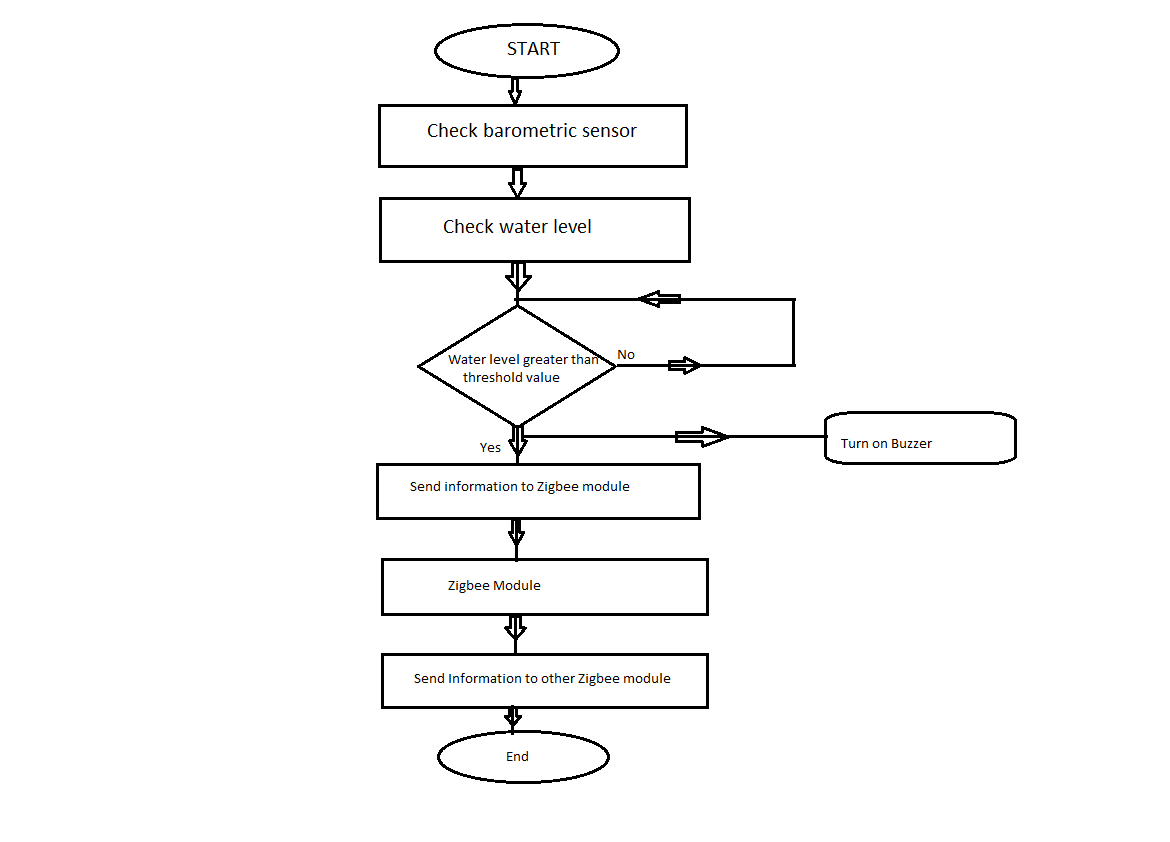 START
Check barometric sensor
Check water level
Water level greater than
threshold value
No
Yes
Turn on Buzzer
Send information to Zigbee module
Zigbee Module
Send Information to other Zigbee module
End